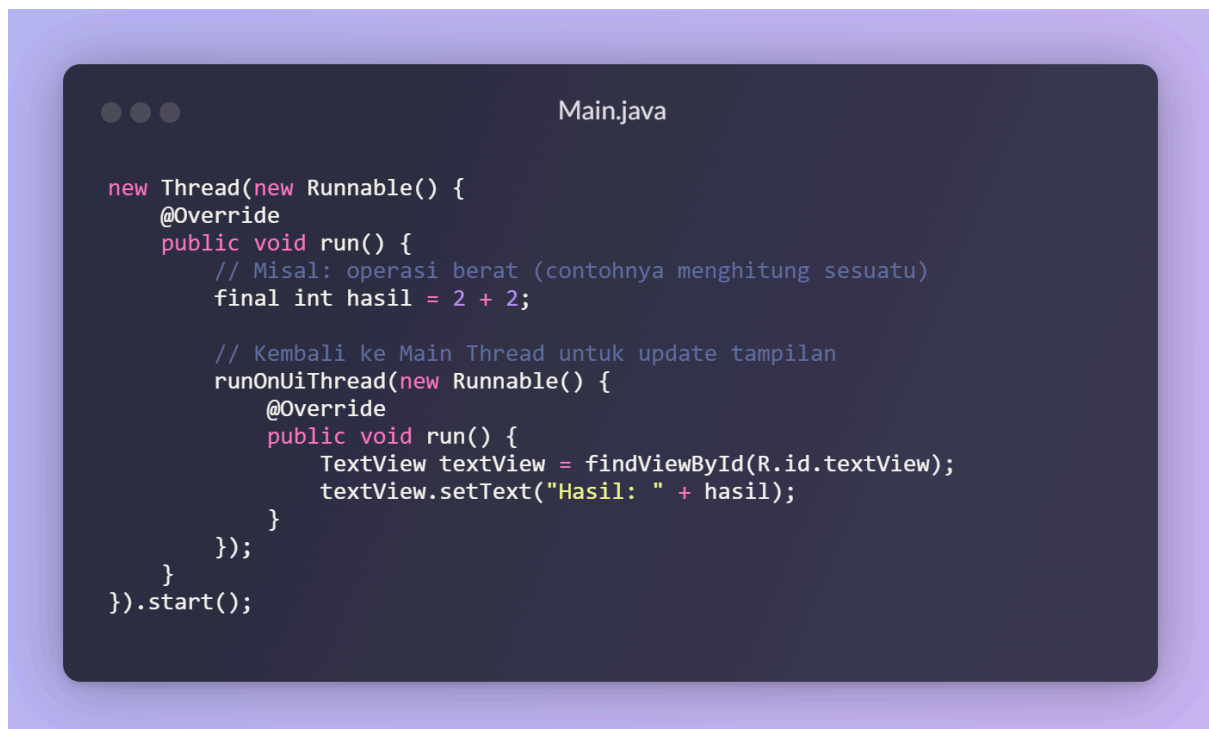 Main.java
new Thread(new Runnable() {
    @Override
    public void run() {
        // Misal: operasi berat (contohnya menghitung sesuatu)
        final int hasil = 2 + 2;
        // Kembali ke Main Thread untuk update tampilan
        runOnUiThread(new Runnable() {
            @Override
            public void run() {
                TextView textView = findViewById(R.id.textView);
                textView.setText("Hasil: " + hasil);
            }
        });
    }
}).start();